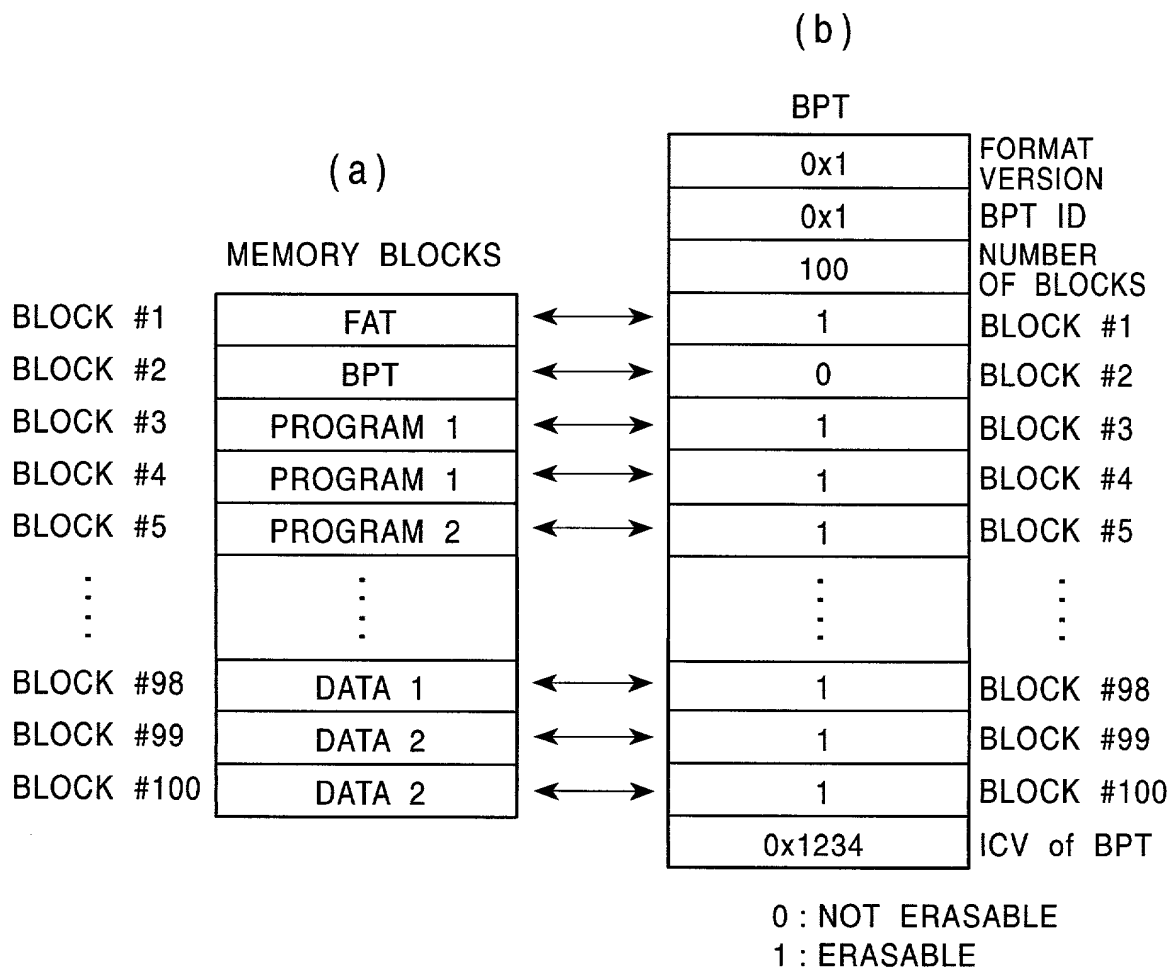 (b)
BPT
0x1 FORMAT VERSION
0x1 BPT ID
100 NUMBER OF BLOCKS
1 BLOCK #1
0 BLOCK #2
1 BLOCK #3
1 BLOCK #4
1 BLOCK #5
1 BLOCK #98
1 BLOCK #99
1 BLOCK #100
0x1234 ICV of BPT
0 : NOT ERASABLE
1 : ERASABLE
(a)
MEMORY BLOCKS
BLOCK #1 FAT
BLOCK #2 BPT
BLOCK #3 PROGRAM 1
BLOCK #4 PROGRAM 1
BLOCK #5 PROGRAM 2
BLOCK #98 DATA 1
BLOCK #99 DATA 2
BLOCK #100 DATA 2